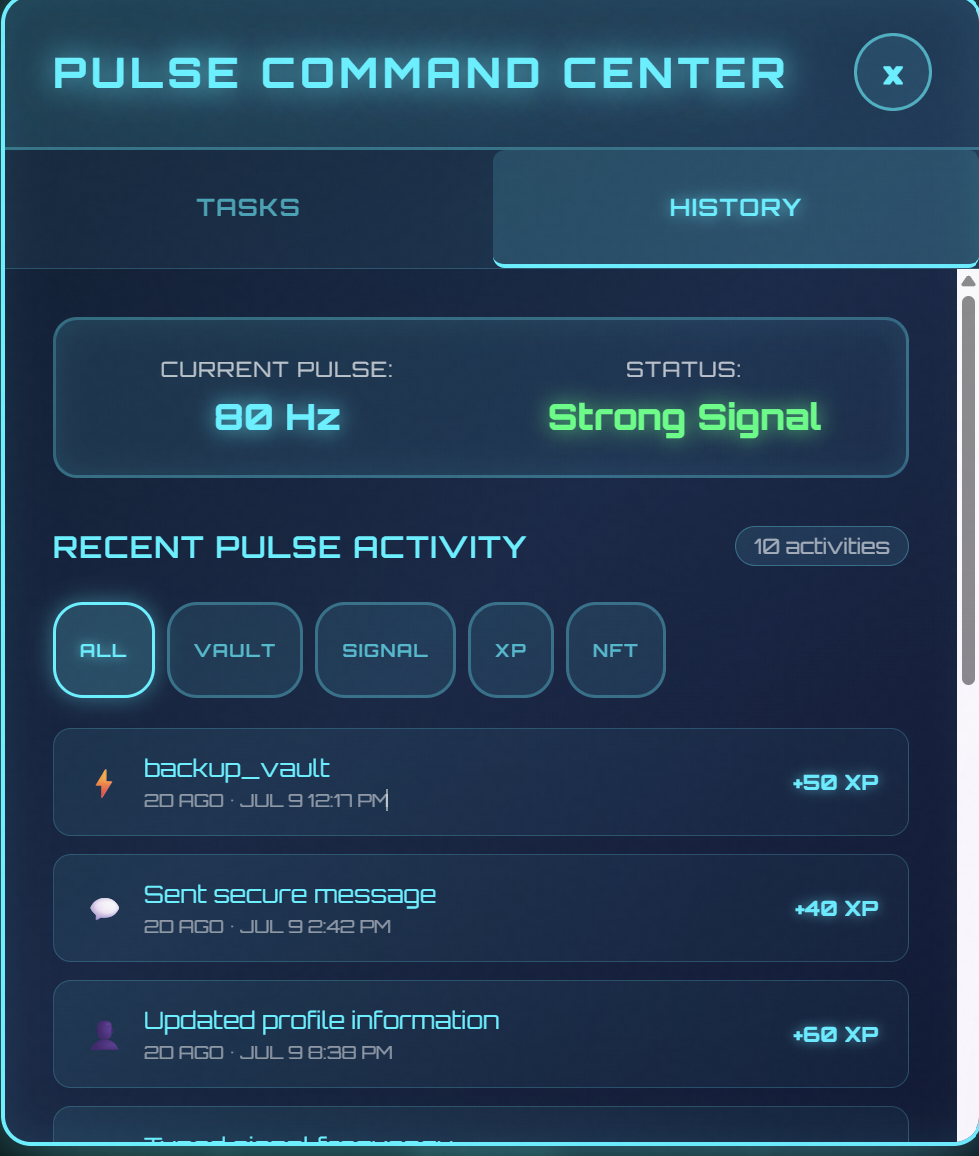 PULSE COMMAND CENTER
x
TASKS
HISTORY
CURRENT PULSE:
80 Hz
STATUS:
Strong Signal
RECENT PULSE ACTIVITY
10 activities
ALL
VAULT
SIGNAL
XP
NFT
backup_vault
2D AGO · JUL 9 12:17 PM
+50 XP
Sent secure message
2D AGO · JUL 9 2:42 PM
+40 XP
Updated profile information
2D AGO · JUL 9 8:38 PM
+60 XP